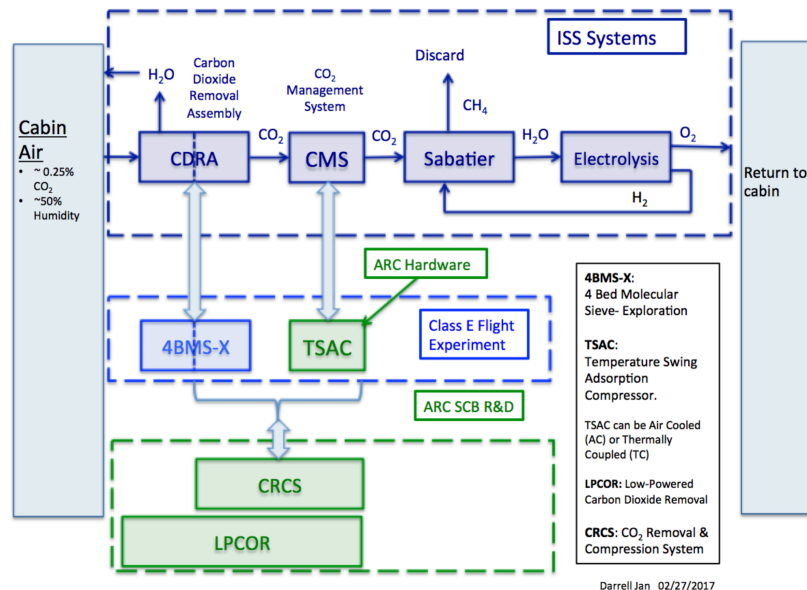 ISS Systems
Discard
Carbon
Dioxide
Removal
Assembly
CO2
Management
System
H2O
CH4
Cabin
Air
• ~ 0.25%
CO2
• ~50%
Humidity
CDRA
CO2
CMS
CO2
Sabatier
H2O
Electrolysis
O2
H2
Return to
cabin
ARC Hardware
4BMS-X
TSAC
Class E Flight
Experiment
ARC SCB R&D
CRCS
LPCOR
4BMS-X:
4 Bed Molecular
Sieve- Exploration
TSAC:
Temperature Swing
Adsorption
Compressor.
TSAC can be Air Cooled
(AC) or Thermally
Coupled (TC)
LPCOR: Low-Powered
Carbon Dioxide Removal
CRCS: CO2 Removal &
Compression System
Darrell Jan 02/27/2017